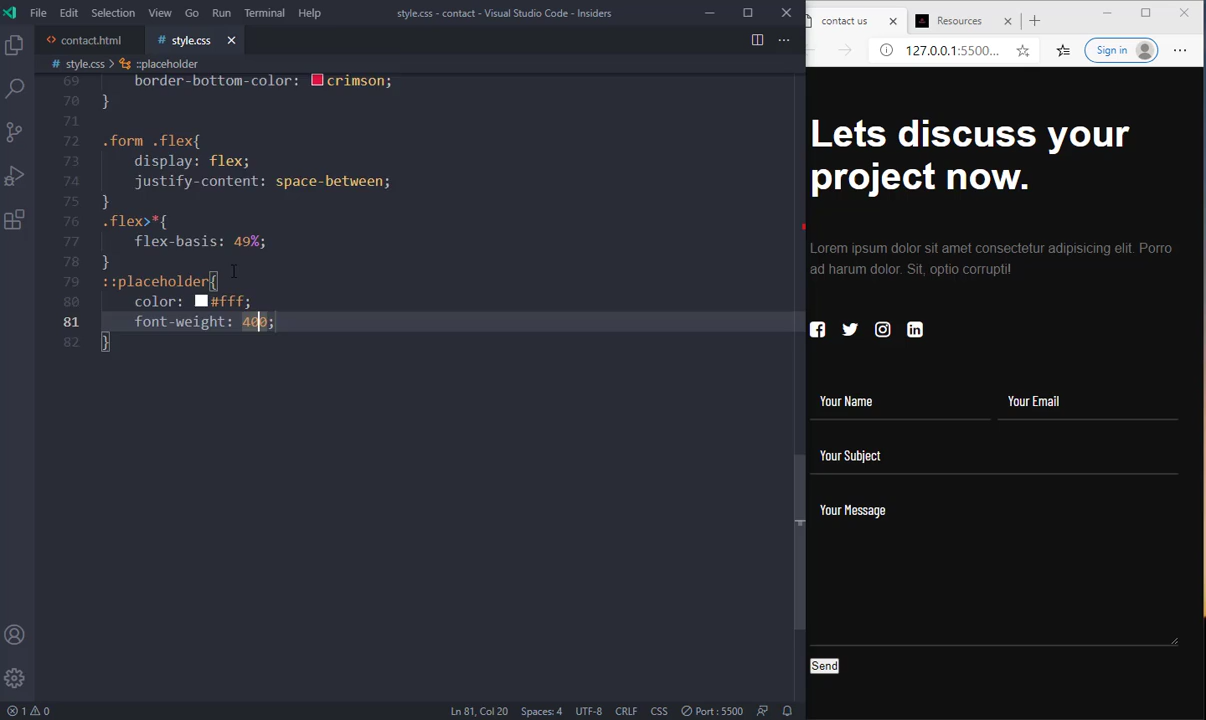 File Edit Selection View Go Run Terminal Help
style.css - contact - Visual Studio Code - Insiders
contact.html
style.css
style.css > ::placeholder
69 border-bottom-color: crimson;
70 }
71
72 .form .flex{
73 display: flex;
74 justify-content: space-between;
75 }
76 .flex>*{
77 flex-basis: 49%;
78 }
79 ::placeholder{
80 color: #fff;
81 font-weight: 400;
82 }
1 0
Ln 81, Col 20 Spaces: 4 UTF-8 CRLF CSS Port : 5500
contact us
Resources
127.0.0.1:5500...
Sign in
Lets discuss your
project now.
Lorem ipsum dolor sit amet consectetur adipisicing elit. Porro
ad harum dolor. Sit, optio corrupti!
Your Name
Your Email
Your Subject
Your Message
Send